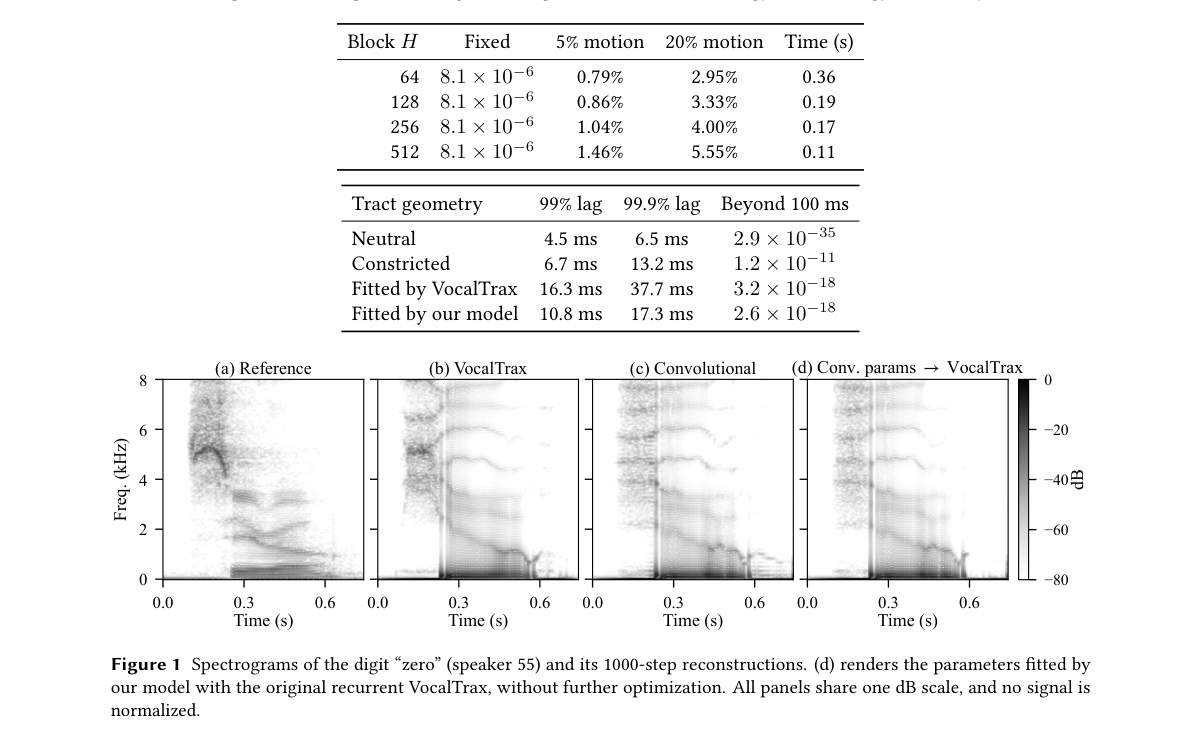 Block H Fixed 5% motion 20% motion Time (s)
64 8.1 × 10−6 0.79% 2.95% 0.36
128 8.1 × 10−6 0.86% 3.33% 0.19
256 8.1 × 10−6 1.04% 4.00% 0.17
512 8.1 × 10−6 1.46% 5.55% 0.11
Tract geometry 99% lag 99.9% lag Beyond 100 ms
Neutral 4.5 ms 6.5 ms 2.9 × 10−35
Constricted 6.7 ms 13.2 ms 1.2 × 10−11
Fitted by VocalTrax 16.3 ms 37.7 ms 3.2 × 10−18
Fitted by our model 10.8 ms 17.3 ms 2.6 × 10−18
(a) Reference (b) VocalTrax (c) Convolutional (d) Conv. params → VocalTrax
8 0
6 −20
4 −40
2 −60
0 −80
Freq. (kHz)
dB
0.0 0.3 0.6 0.0 0.3 0.6 0.0 0.3 0.6 0.0 0.3 0.6
Time (s) Time (s) Time (s) Time (s)
Figure 1 Spectrograms of the digit “zero” (speaker 55) and its 1000-step reconstructions. (d) renders the parameters fitted by
our model with the original recurrent VocalTrax, without further optimization. All panels share one dB scale, and no signal is
normalized.